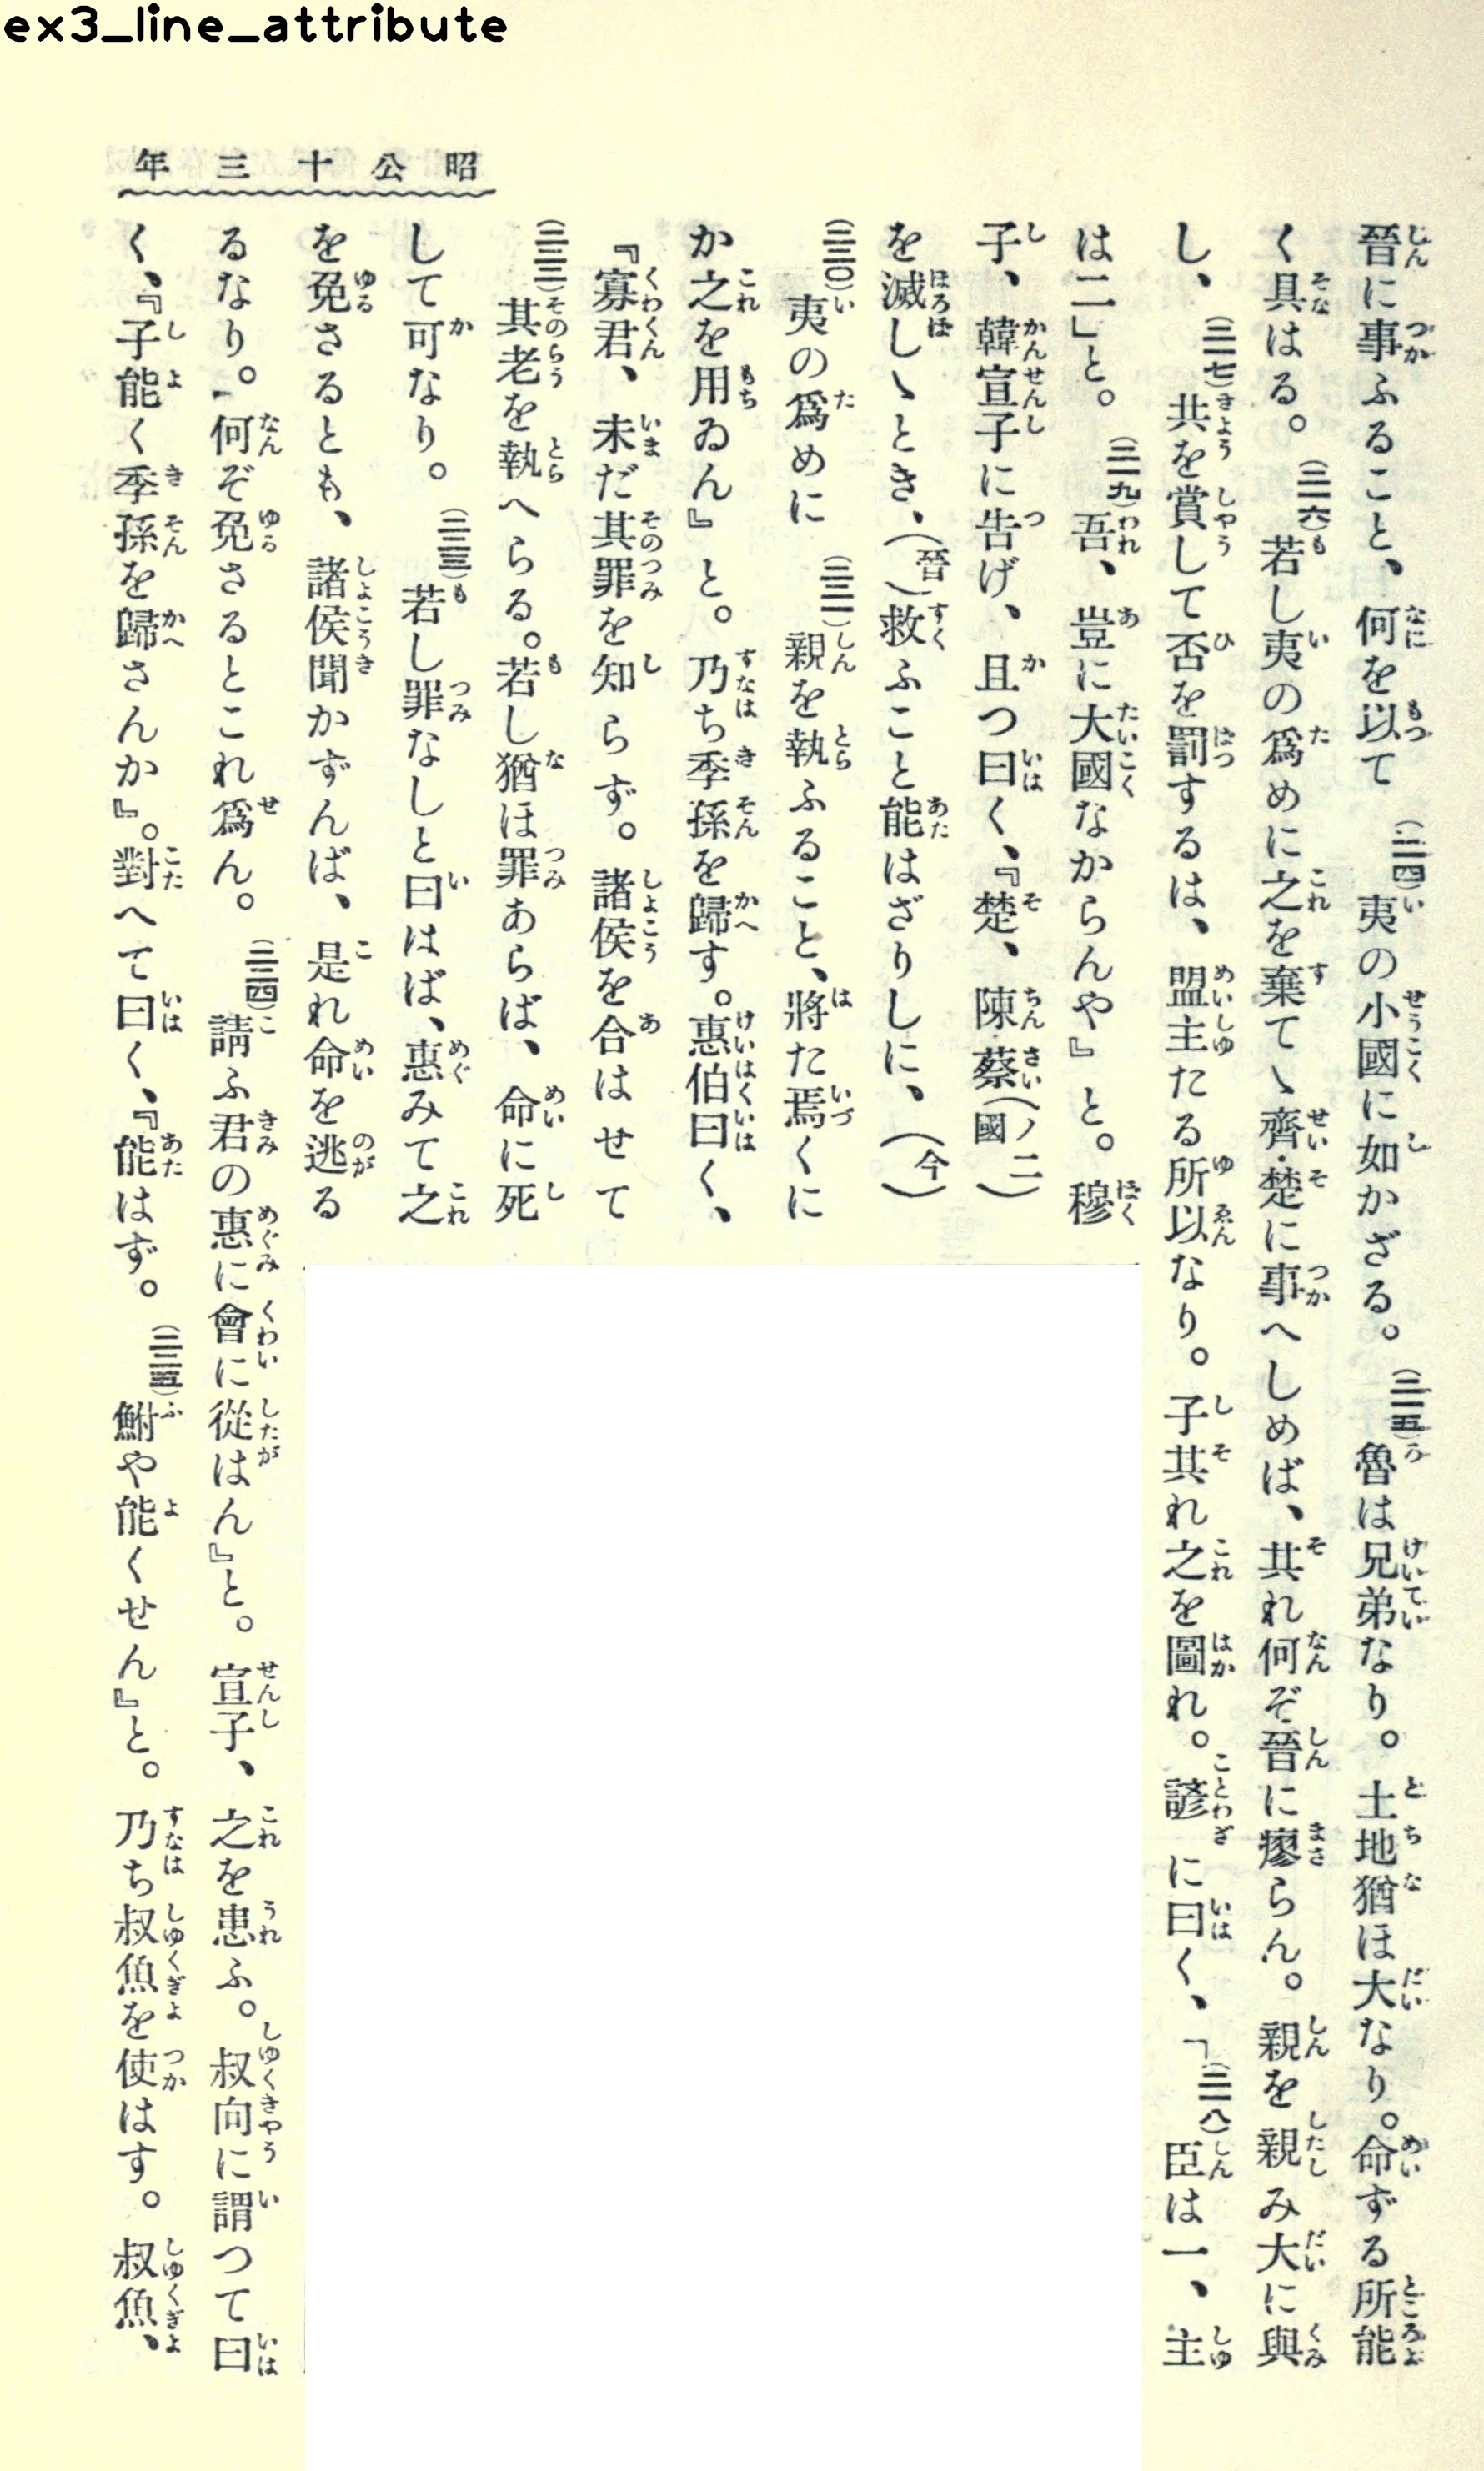 ex3_line_attribute
昭公十三年
晉に事ふること、何を以て(二一四)夷の小國に如かざる。(二一五)魯は兄弟なり。土地猶ほ大なり。命ずる所能
く具はる。(二一六)若し夷の爲めに之を棄てゝ齊・楚に事へしめば、其れ何ぞ晉に瘳らん。親を親み大に與
し、(二一七)共を賞して否を罰するは、盟主たる所以なり。子其れ之を圖れ。諺に曰く、「(二一八)臣は一、主
は二」と。(二一九)吾、豈に大國なからんや』と。穆
子、韓宣子に告げ、且つ曰く、『楚、陳・蔡(ノ二國)
を滅しゝとき、(晉)救ふこと能はざりしに、(今)
(二二〇)夷の爲めに(二二一)親を執ふること、將た焉くに
か之を用ゐん』と。乃ち季孫を歸す。惠伯曰く、
『寡君、未だ其罪を知らず。諸侯を合はせて
(二二二)其老を執へらる。若し猶ほ罪あらば、命に死
して可なり。(二二三)若し罪なしと曰はば、惠みて之
を免さるとも、諸侯聞かずんば、是れ命を逃る
るなり。何ぞ免さるとこれ爲ん。(二二四)請ふ君の惠に會に從はん』と。宣子、之を患ふ。叔向に謂つて曰
く、『子能く季孫を歸さんか』。對へて曰く、『能はず。(二二五)鮒や能くせん』と。乃ち叔魚を使はす。叔魚、